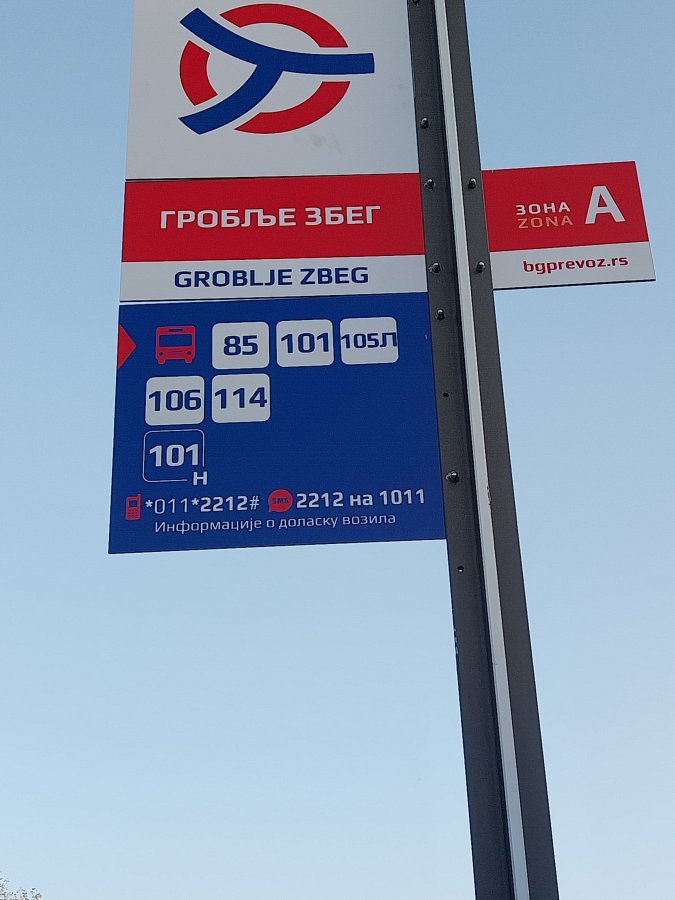 ГРОБЉЕ ЗБЕГ
GROBLJE ZBEG
ЗОНА A
ZONA
bgprevoz.rs
85 101 105Л
106 114
101
Н
*011*2212# SMS 2212 на 1011
Информације о доласку возила